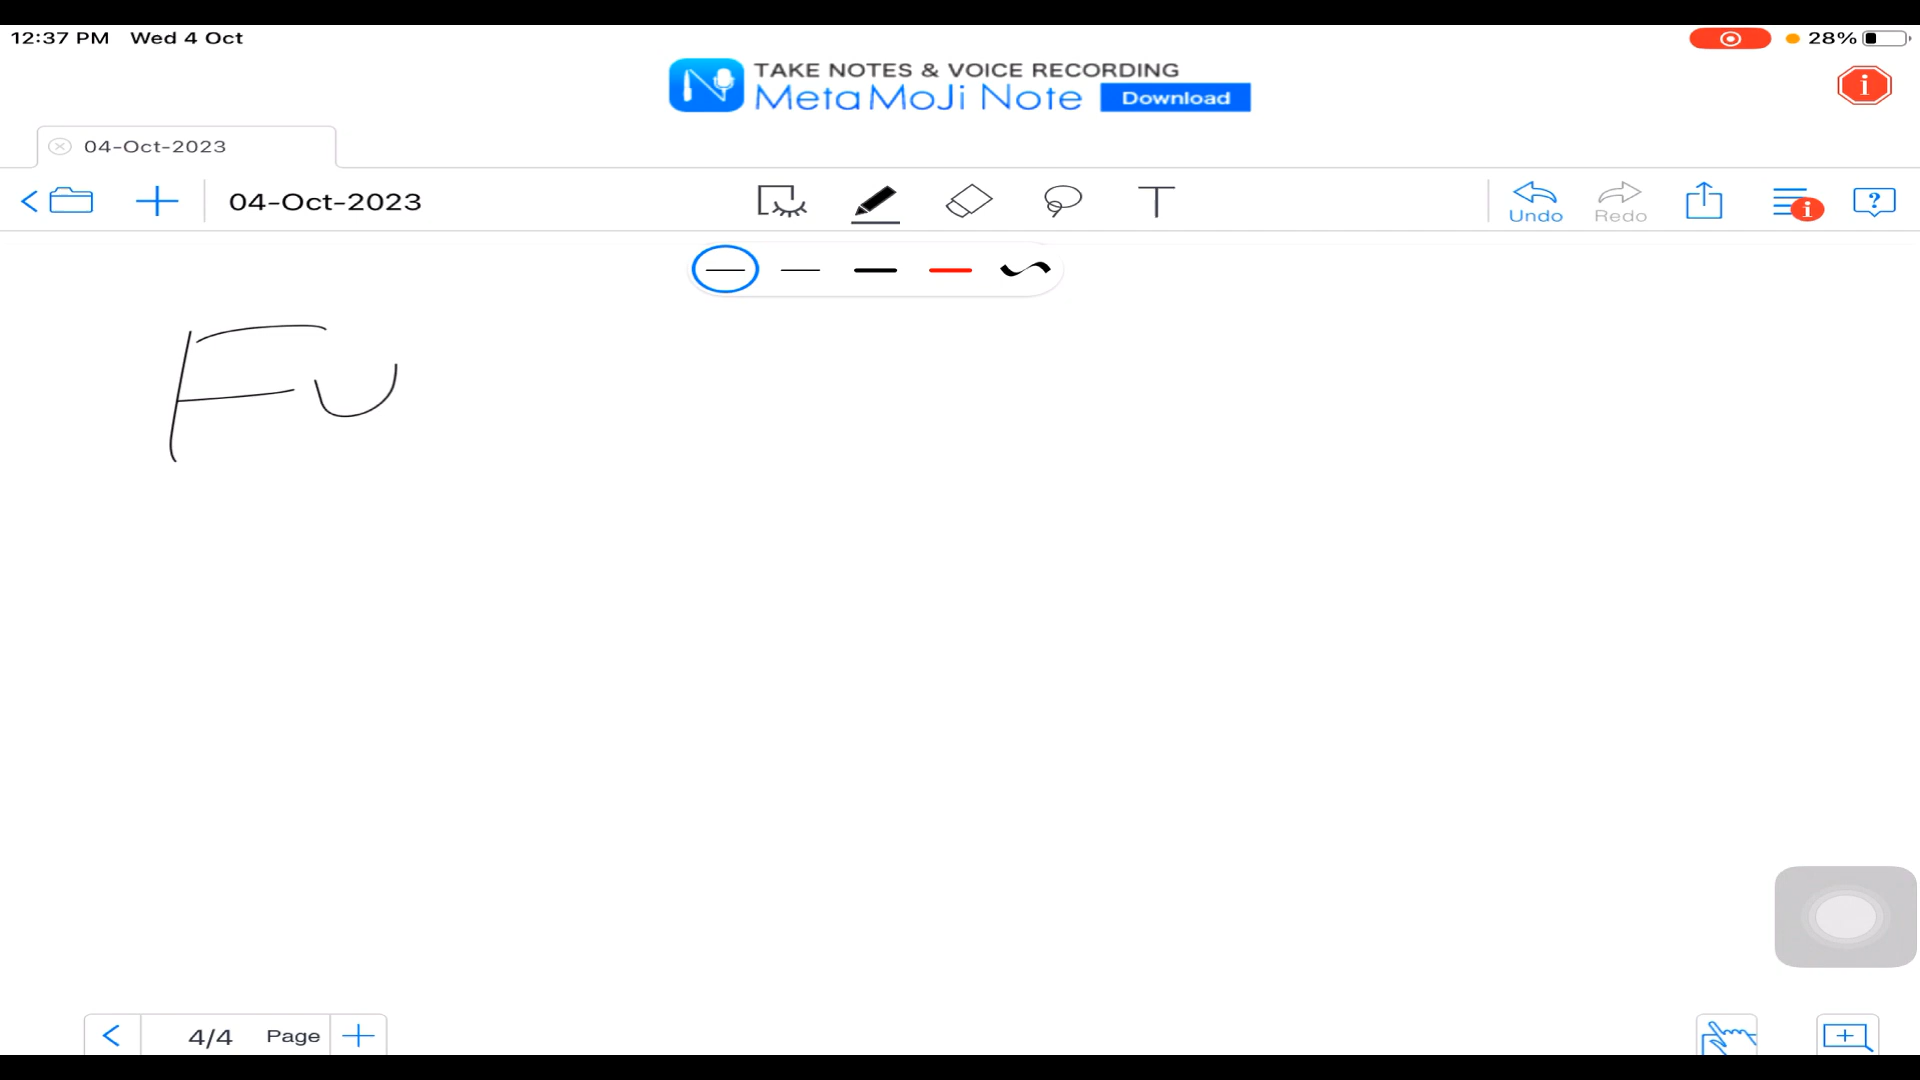 12:37 PM Wed 4 Oct 28%
TAKE NOTES & VOICE RECORDING
MetaMoJi Note Download
04-Oct-2023
04-Oct-2023
T
Undo
Redo
Fu
4/4 Page